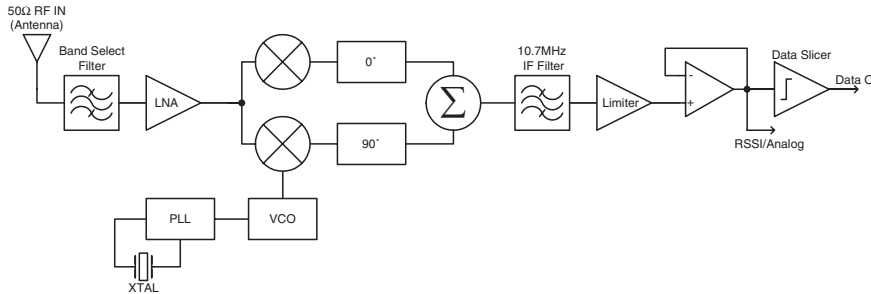 50Ω RF IN
(Antenna)
Band Select
Filter
LNA
0°
90°
Σ
PLL
VCO
XTAL
10.7MHz
IF Filter
Limiter
-
+
Data Slicer
Data O
RSSI/Analog